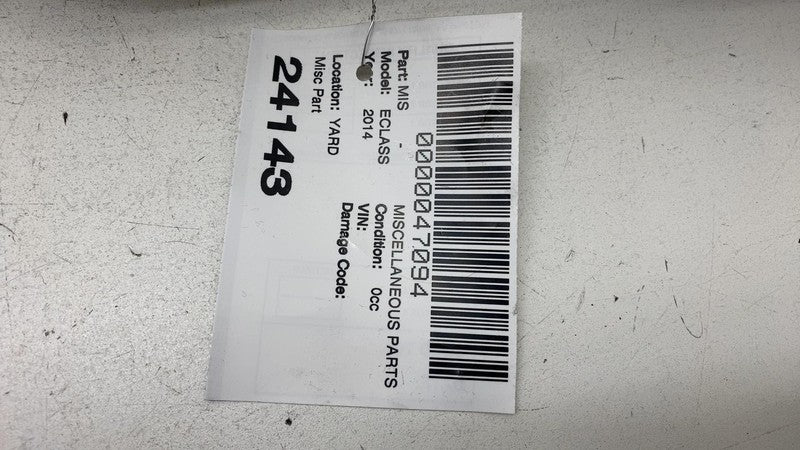 0000047094
Part: MIS - MISCELLANEOUS PARTS
Model: ECLASS Condition: 0cc
Year: 2014 VIN:
Damage Code:
Location: YARD
Misc Part
24143